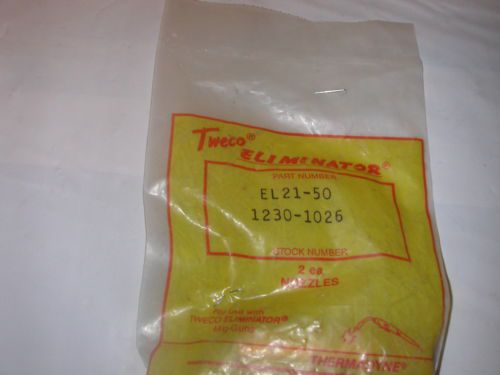 Tweco®
ELIMINATOR®
PART NUMBER
EL21-50
1230-1026
STOCK NUMBER
2 ea.
NOZZLES
For use with
TWECO ELIMINATOR®
Mig-Guns
THERMADYNE®